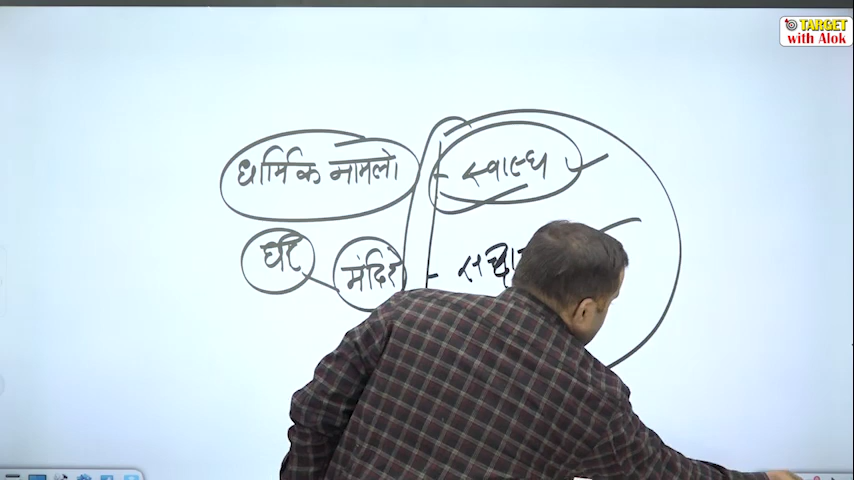 TARGET
with Alok
धार्मिक मामलो - स्वास्थ
घर मंदिर -